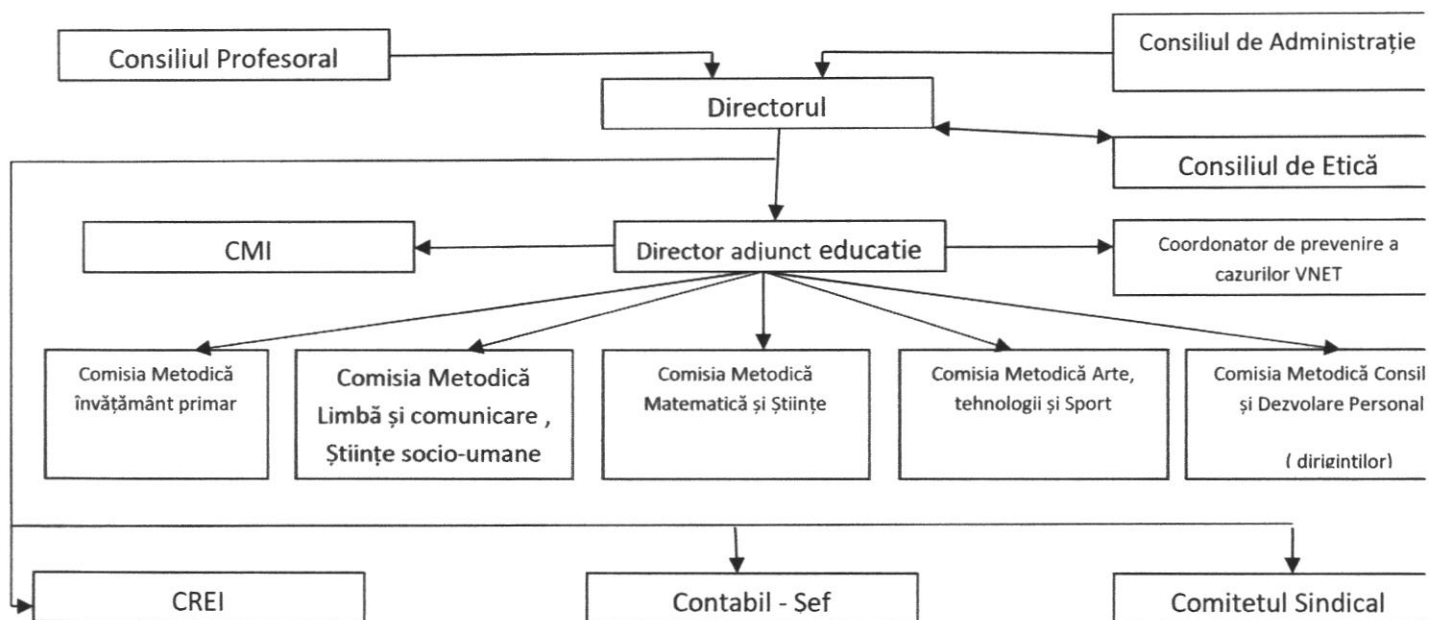 Consiliul Profesoral
Consiliul de Administrație
Directorul
Consiliul de Etică
CMI
Director adjunct educatie
Coordonator de prevenire a
cazurilor VNET
Comisia Metodică
învățământ primar
Comisia Metodică
Limbă și comunicare ,
Științe socio-umane
Comisia Metodică
Matematică și Științe
Comisia Metodică Arte,
tehnologii și Sport
Comisia Metodică Consil
și Dezvolare Personal
( dirigintilor)
CREI
Contabil - Șef
Comitetul Sindical